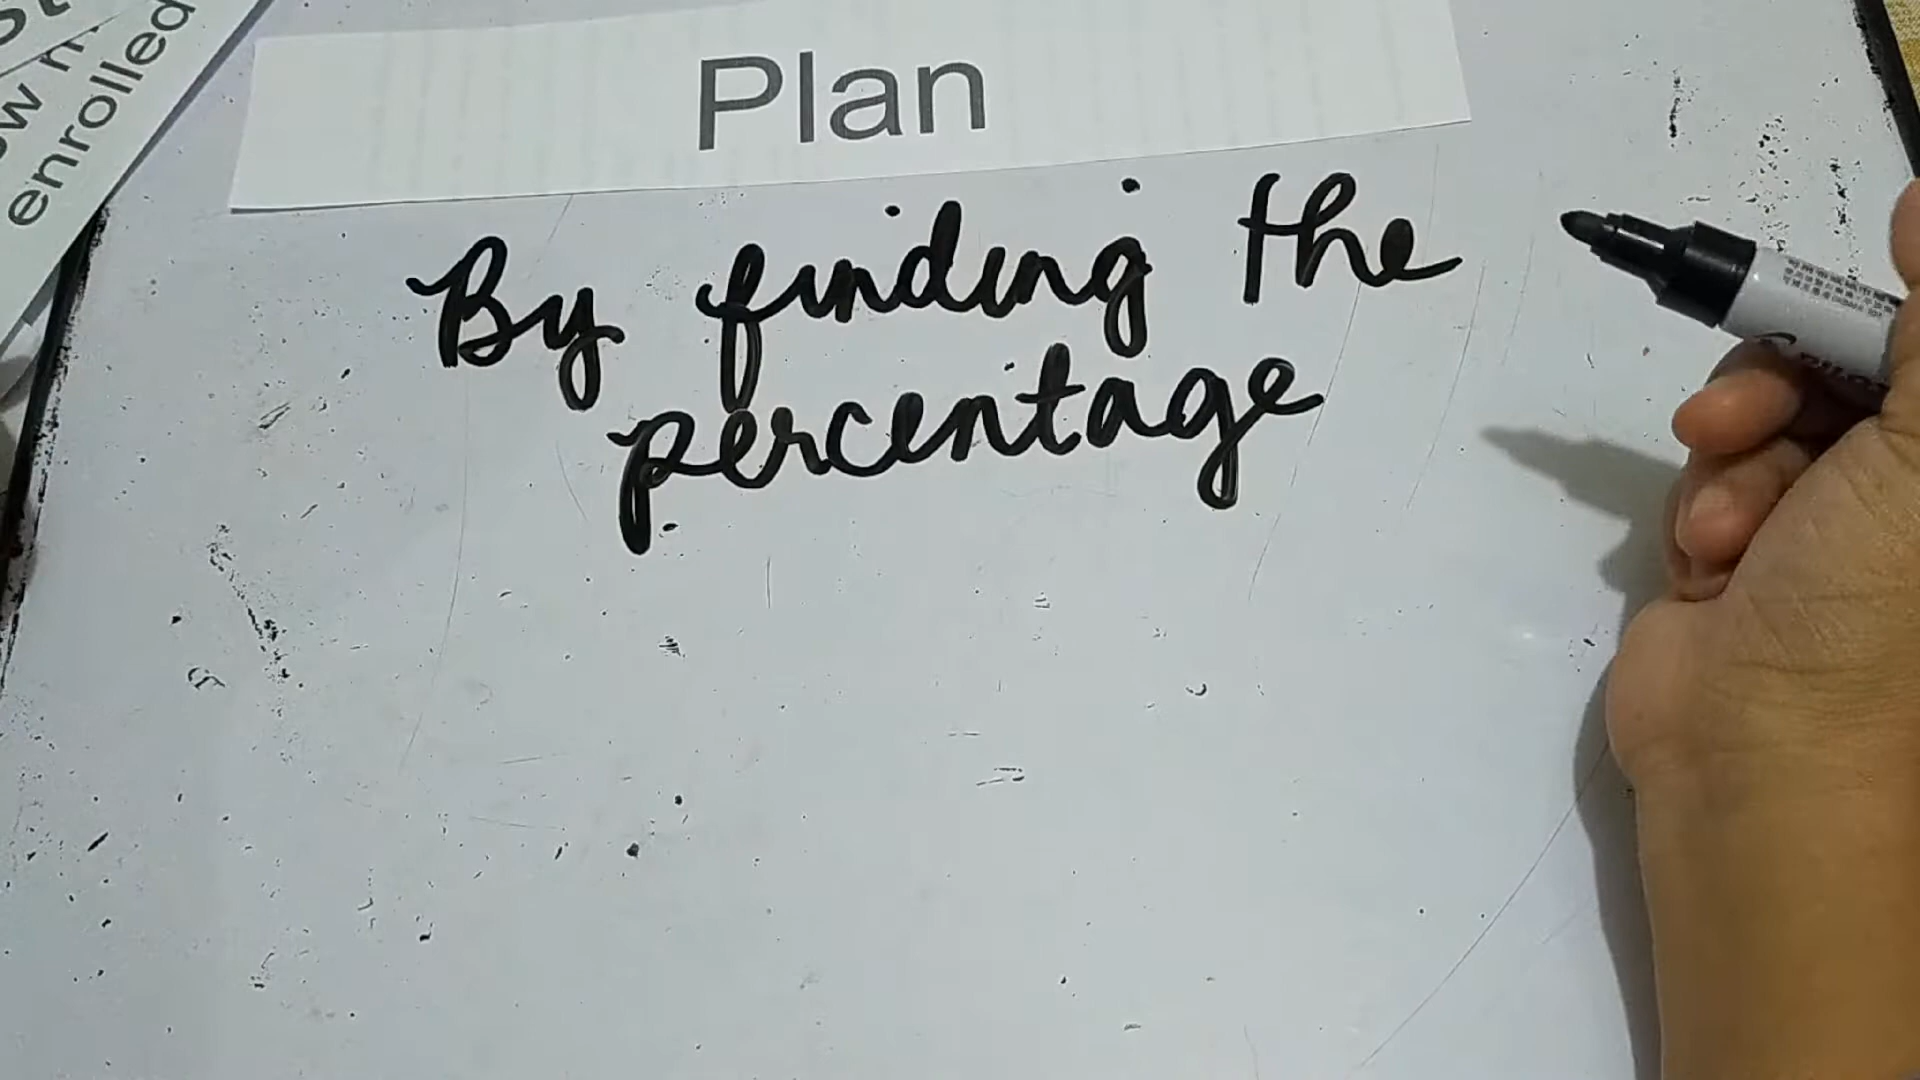 enrolled
Plan
By finding the
percentage